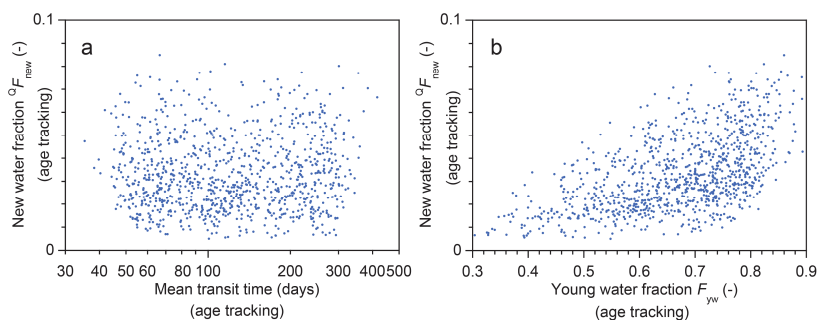 0.1
a
New water fraction ᵠFnew (-)
(age tracking)
0
30 40 50 60 80 100 200 300 400 500
Mean transit time (days)
(age tracking)
0.1
b
New water fraction ᵠFnew (-)
(age tracking)
0
0.3 0.4 0.5 0.6 0.7 0.8 0.9
Young water fraction Fyw (-)
(age tracking)